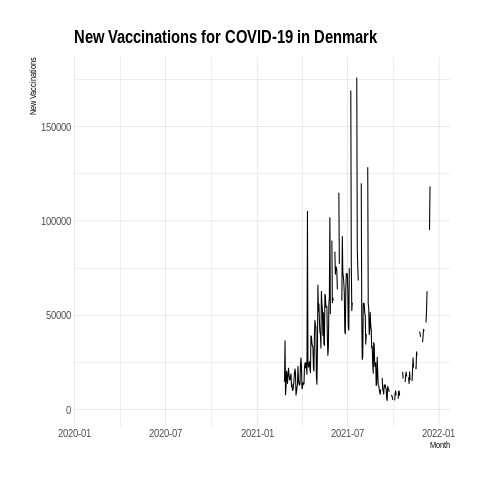 New Vaccinations for COVID-19 in Denmark
New Vaccinations
150000
100000
50000
0
2020-01 2020-07 2021-01 2021-07 2022-01
Month